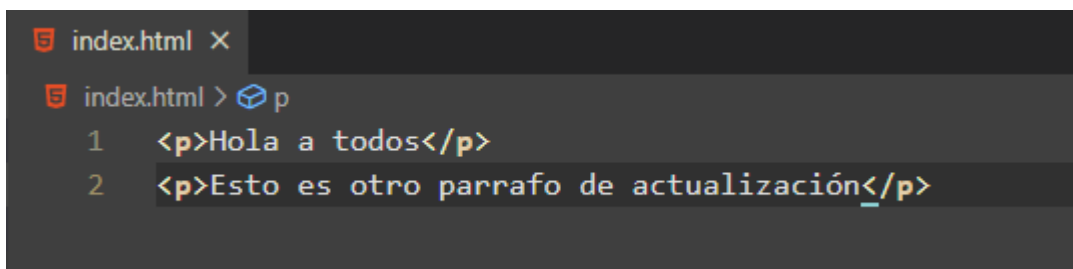 index.html ×
index.html > p
1 <p>Hola a todos</p>
2 <p>Esto es otro parrafo de actualización</p>